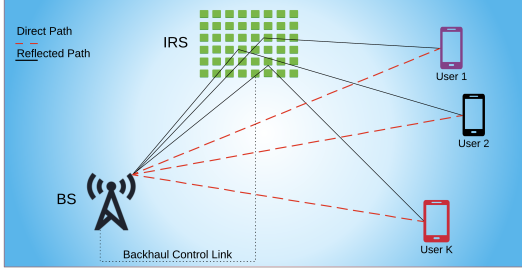 Direct Path
Reflected Path
IRS
User 1
User 2
BS
User K
Backhaul Control Link